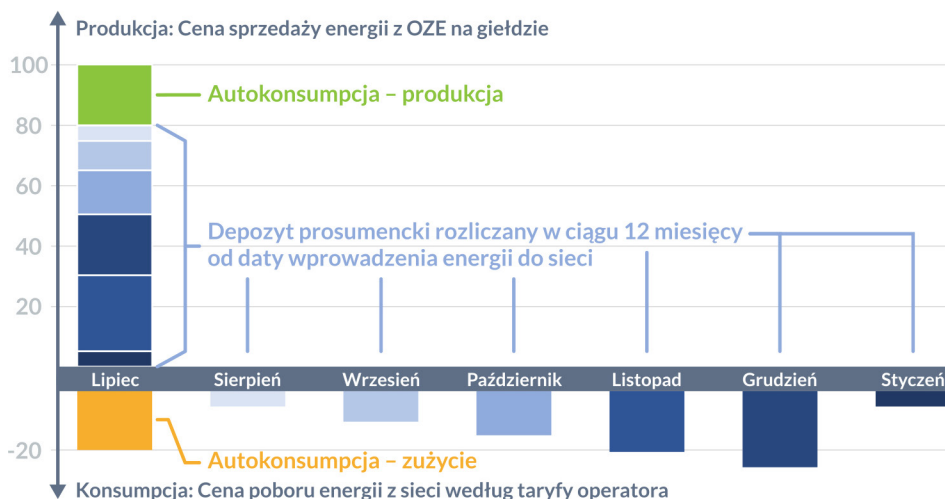 Produkcja: Cena sprzedaży energii z OZE na giełdzie
100
Autokonsumpcja – produkcja
80
60
Depozyt prosumencki rozliczany w ciągu 12 miesięcy
40
od daty wprowadzenia energii do sieci
20
Lipiec Sierpień Wrzesień Październik Listopad Grudzień Styczeń
-20
Autokonsumpcja – zużycie
Konsumpcja: Cena poboru energii z sieci według taryfy operatora